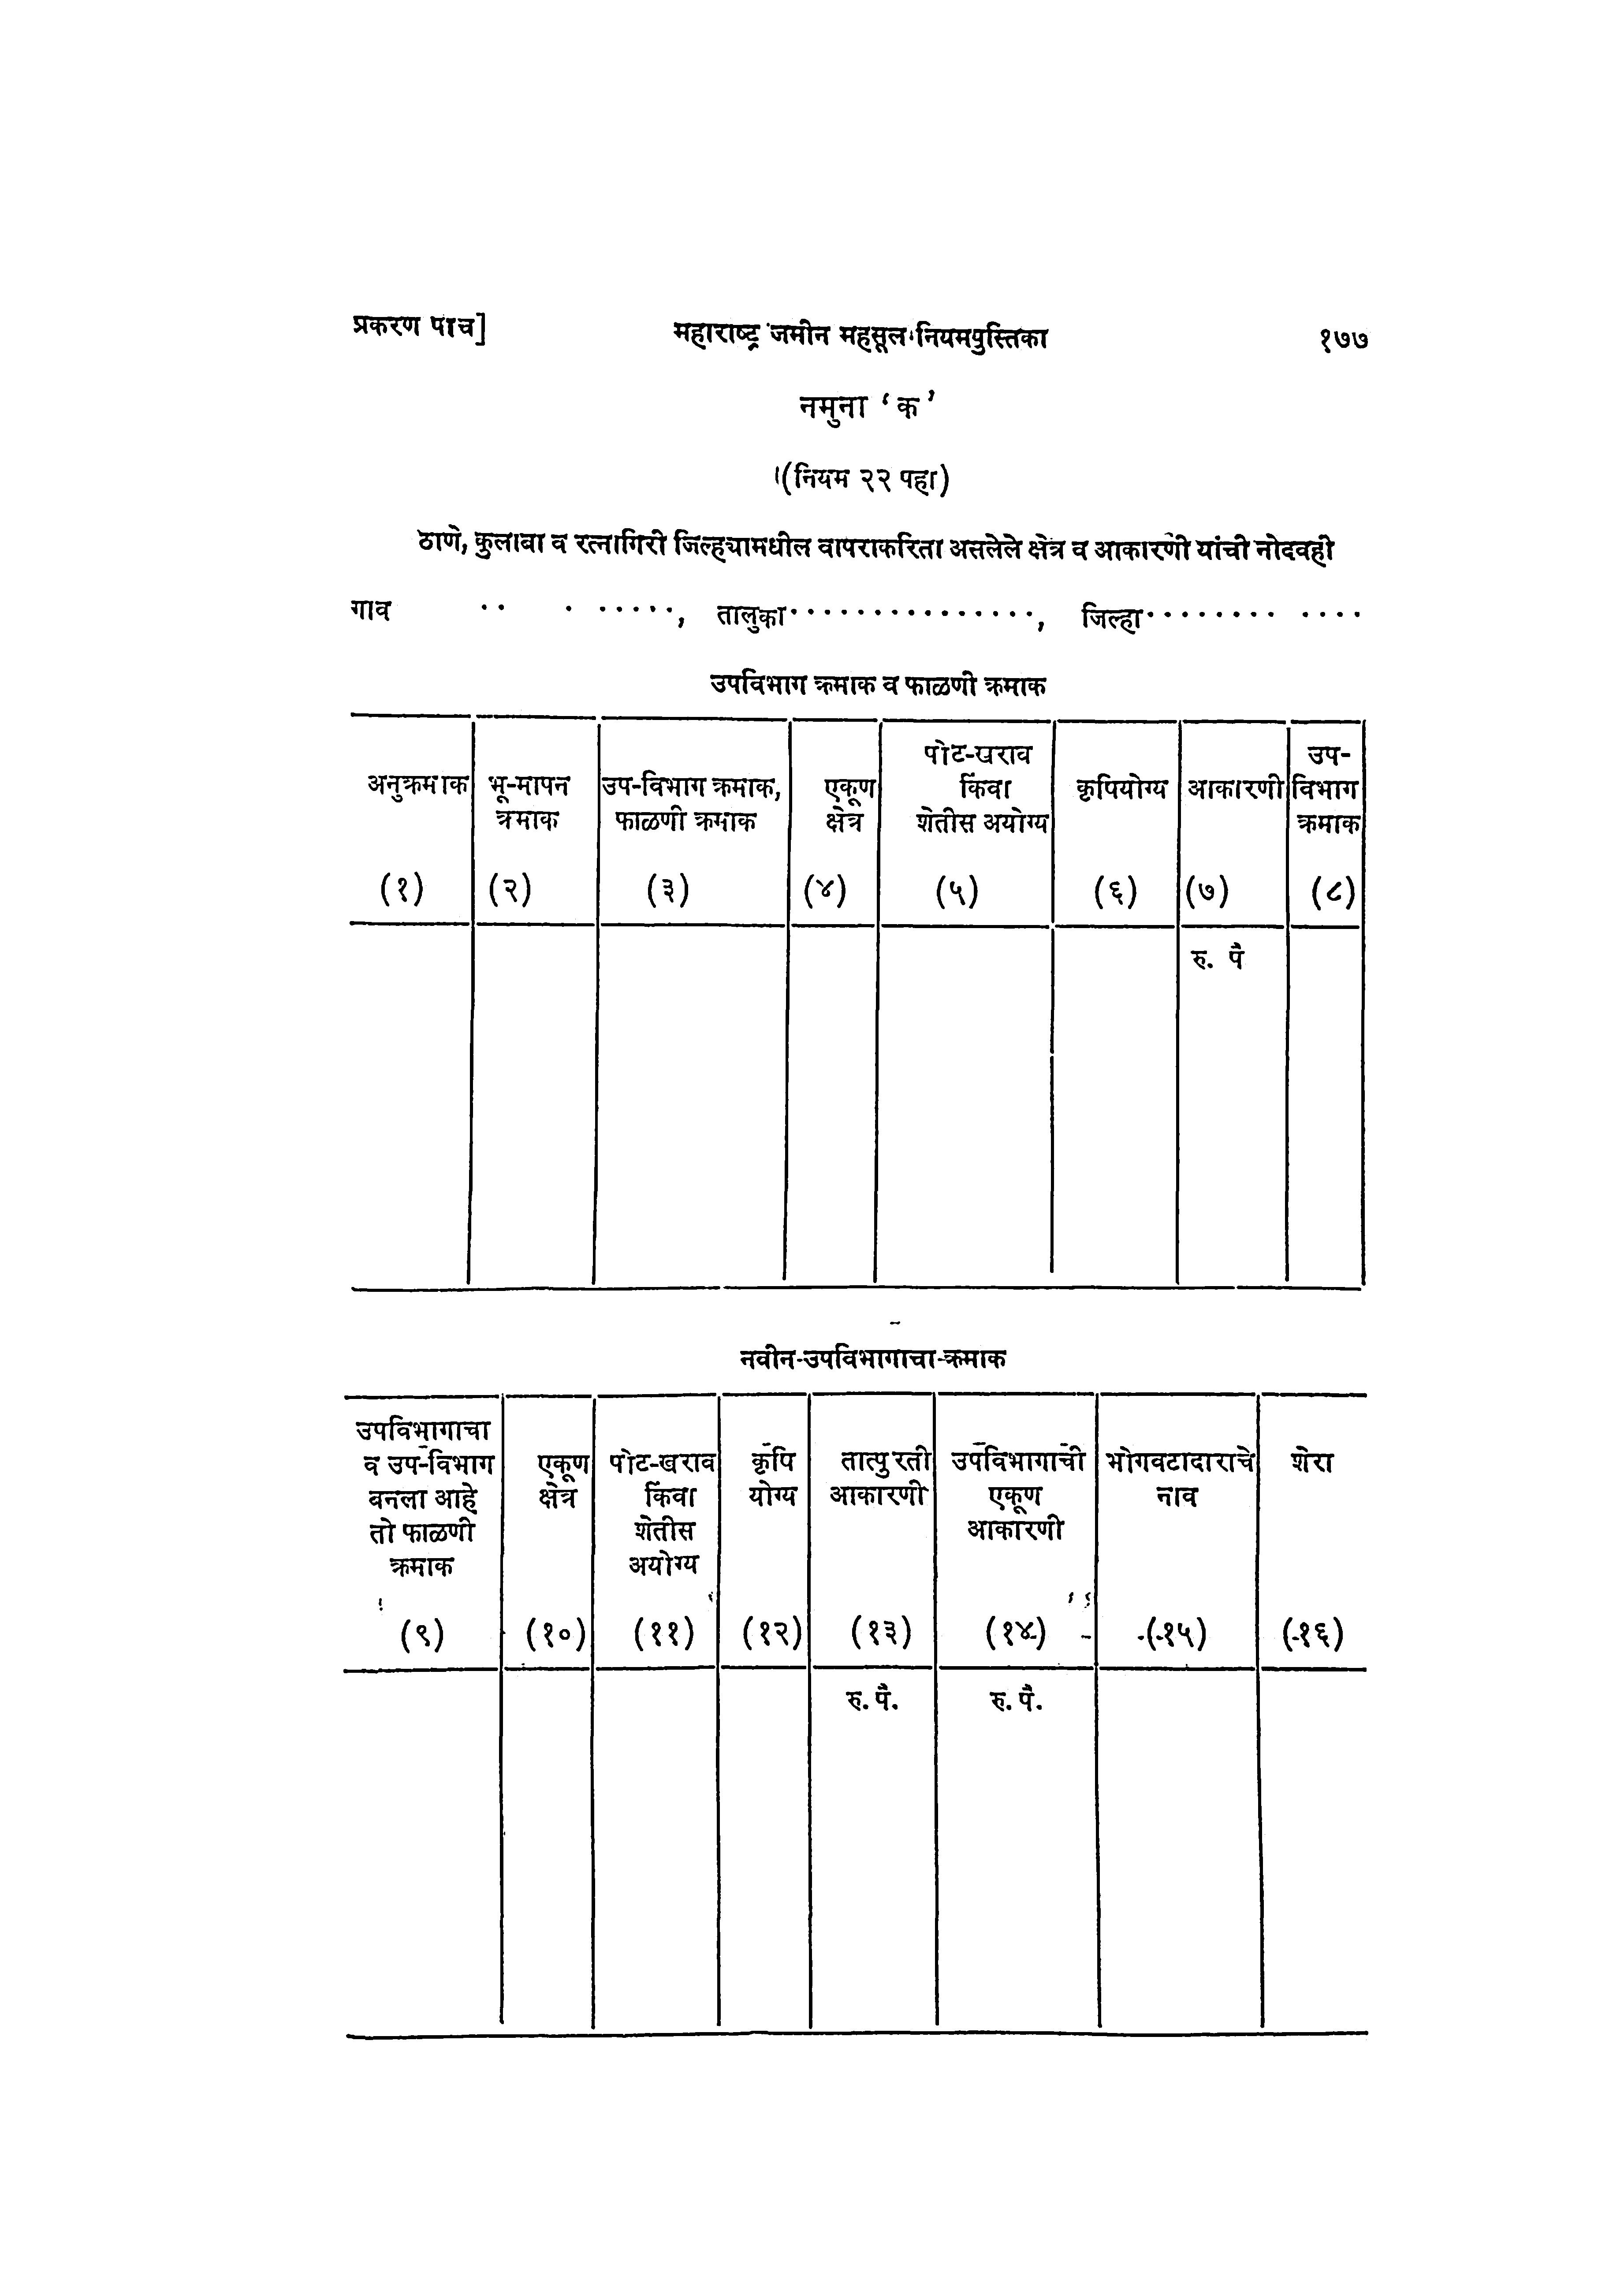 प्रकरण पाच]
महाराष्ट्र जमीन महसूल नियमपुस्तिका
१७७
नमुना ‘ क ’
(नियम २२ पहा)
ठाणे, कुलाबा व रत्नागिरी जिल्ह्यामधील वापराकरिता असलेले क्षेत्र व आकारणी यांची नोदवही
गाव .. . ....., तालुका..............., जिल्हा........ ....
उपविभाग क्रमाक व फाळणी क्रमाक
अनुक्रमाक
भू-मापन
क्रमाक
उप-विभाग क्रमाक,
फाळणी क्रमाक
एकूण
क्षेत्र
पोट-खराब
किंवा
शेतीस अयोग्य
कृषियोग्य
आकारणी
उप-
विभाग
क्रमाक
(१) (२) (३) (४) (५) (६) (७) (८)
रु. पै
नवीन-उपविभागाचा-क्रमाक
उपविभागाचा
व उप-विभाग
बनला आहे
तो फाळणी
क्रमाक
एकूण
क्षेत्र
पोट-खराब
किंवा
शेतीस
अयोग्य
कृषि
योग्य
तात्पुरती
आकारणी
उपविभागाची
एकूण
आकारणी
भोगवटादाराचे
नाव
शेरा
(९) (१०) (११) (१२) (१३) (१४) (१५) (१६)
रु. पै. रु. पै.